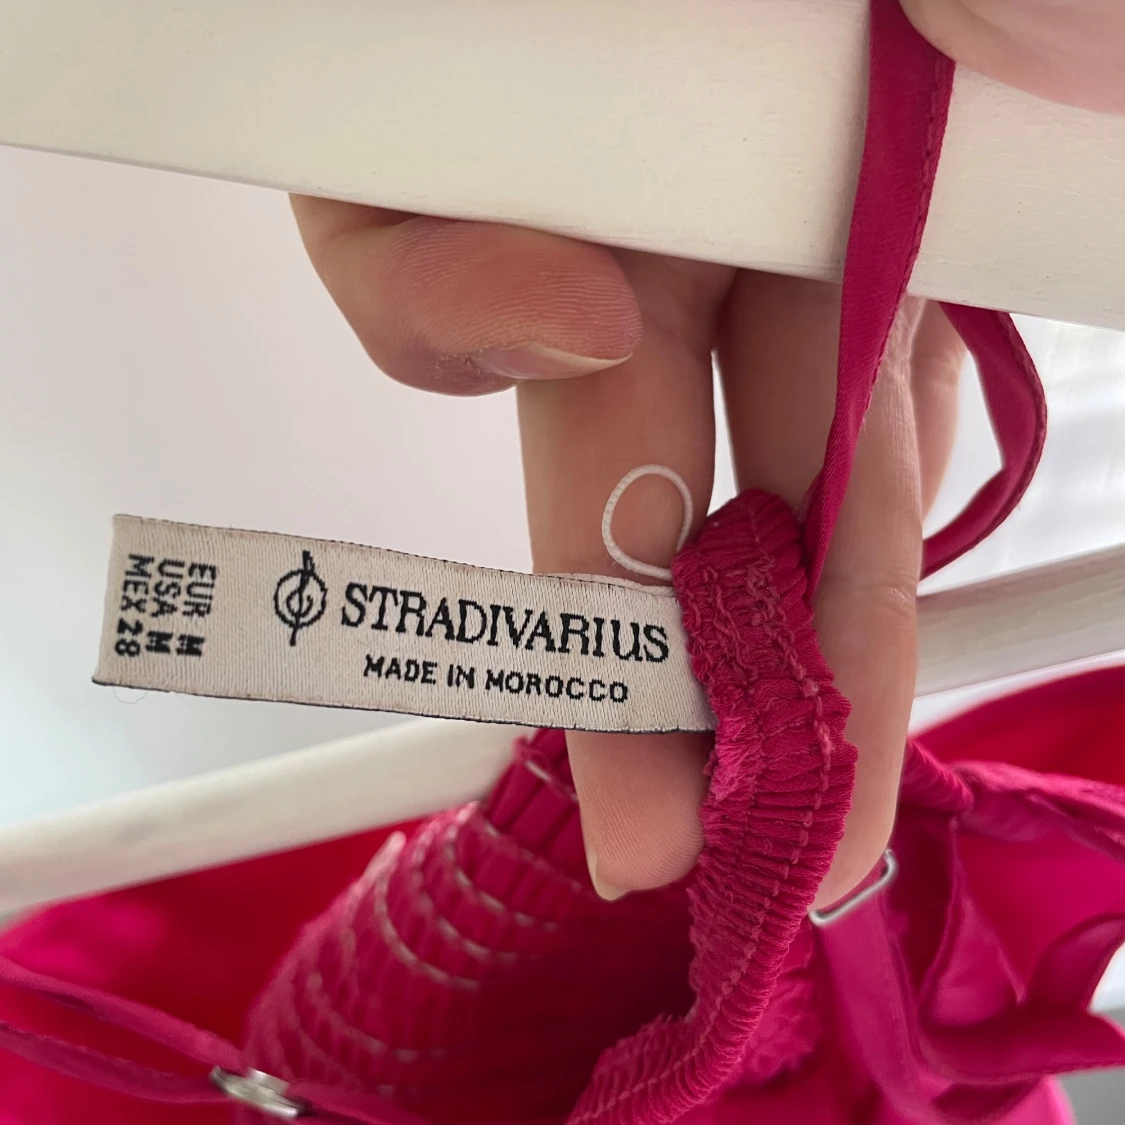 STRADIVARIUS
MADE IN MOROCCO
EUR M
USA M
MEX 28